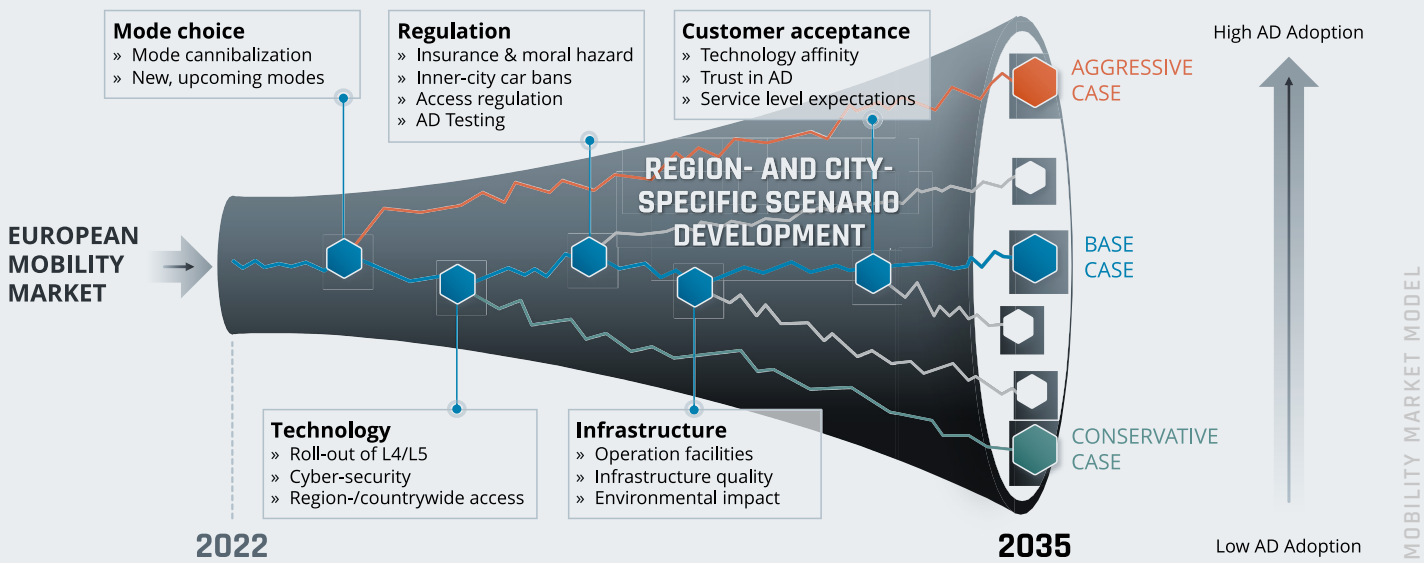 Mode choice
» Mode cannibalization
» New, upcoming modes
Regulation
» Insurance & moral hazard
» Inner-city car bans
» Access regulation
» AD Testing
Customer acceptance
» Technology affinity
» Trust in AD
» Service level expectations
High AD Adoption
AGGRESSIVE
CASE
REGION- AND CITY-
SPECIFIC SCENARIO
DEVELOPMENT
EUROPEAN
MOBILITY
MARKET
BASE
CASE
CONSERVATIVE
CASE
Technology
» Roll-out of L4/L5
» Cyber-security
» Region-/countrywide access
Infrastructure
» Operation facilities
» Infrastructure quality
» Environmental impact
2022
2035
Low AD Adoption
MOBILITY MARKET MODEL